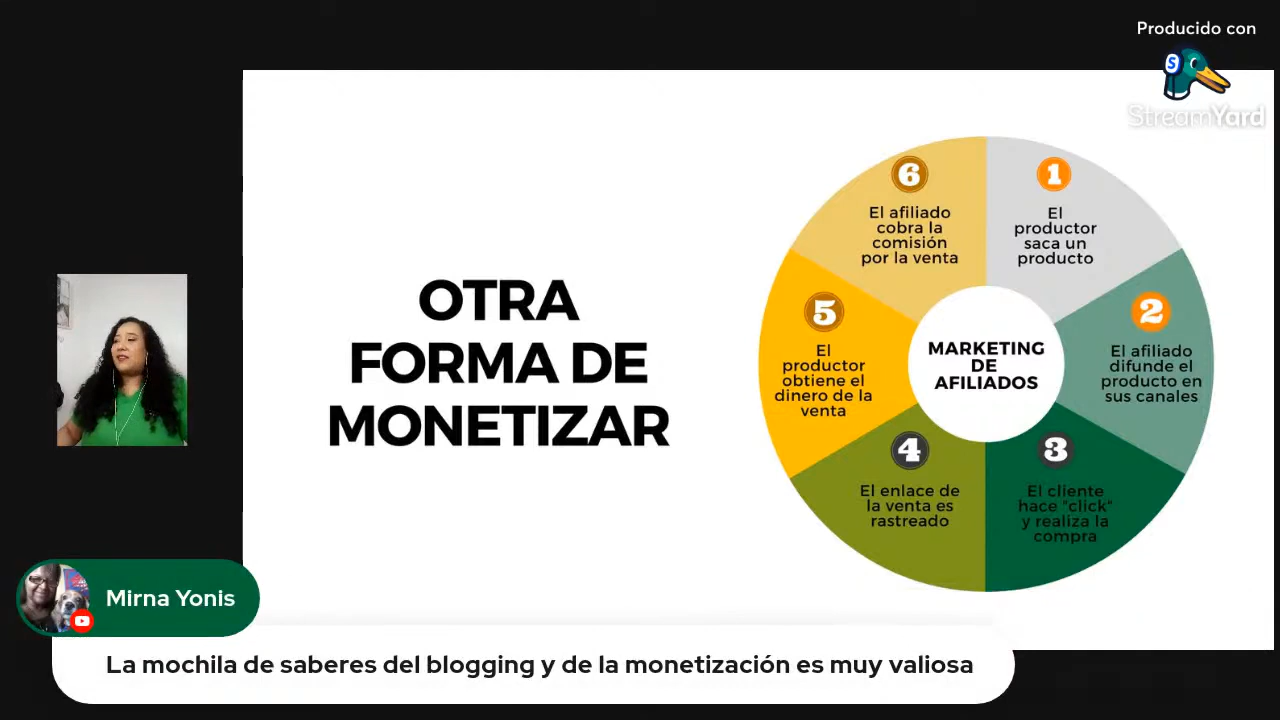 Producido con
StreamYard
OTRA
FORMA DE
MONETIZAR
MARKETING
DE
AFILIADOS
1
El
productor
saca un
producto
2
El afiliado
difunde el
producto en
sus canales
3
El cliente
hace "click"
y realiza la
compra
4
El enlace de
la venta es
rastreado
5
El
productor
obtiene el
dinero de la
venta
6
El afiliado
cobra la
comisión
por la venta
Mirna Yonis
La mochila de saberes del blogging y de la monetización es muy valiosa